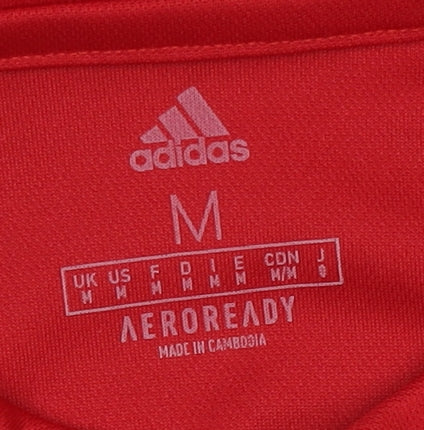 adidas
M
UK US F D I E CDN J
M M M M M M M/M O
AEROREADY
MADE IN CAMBODIA